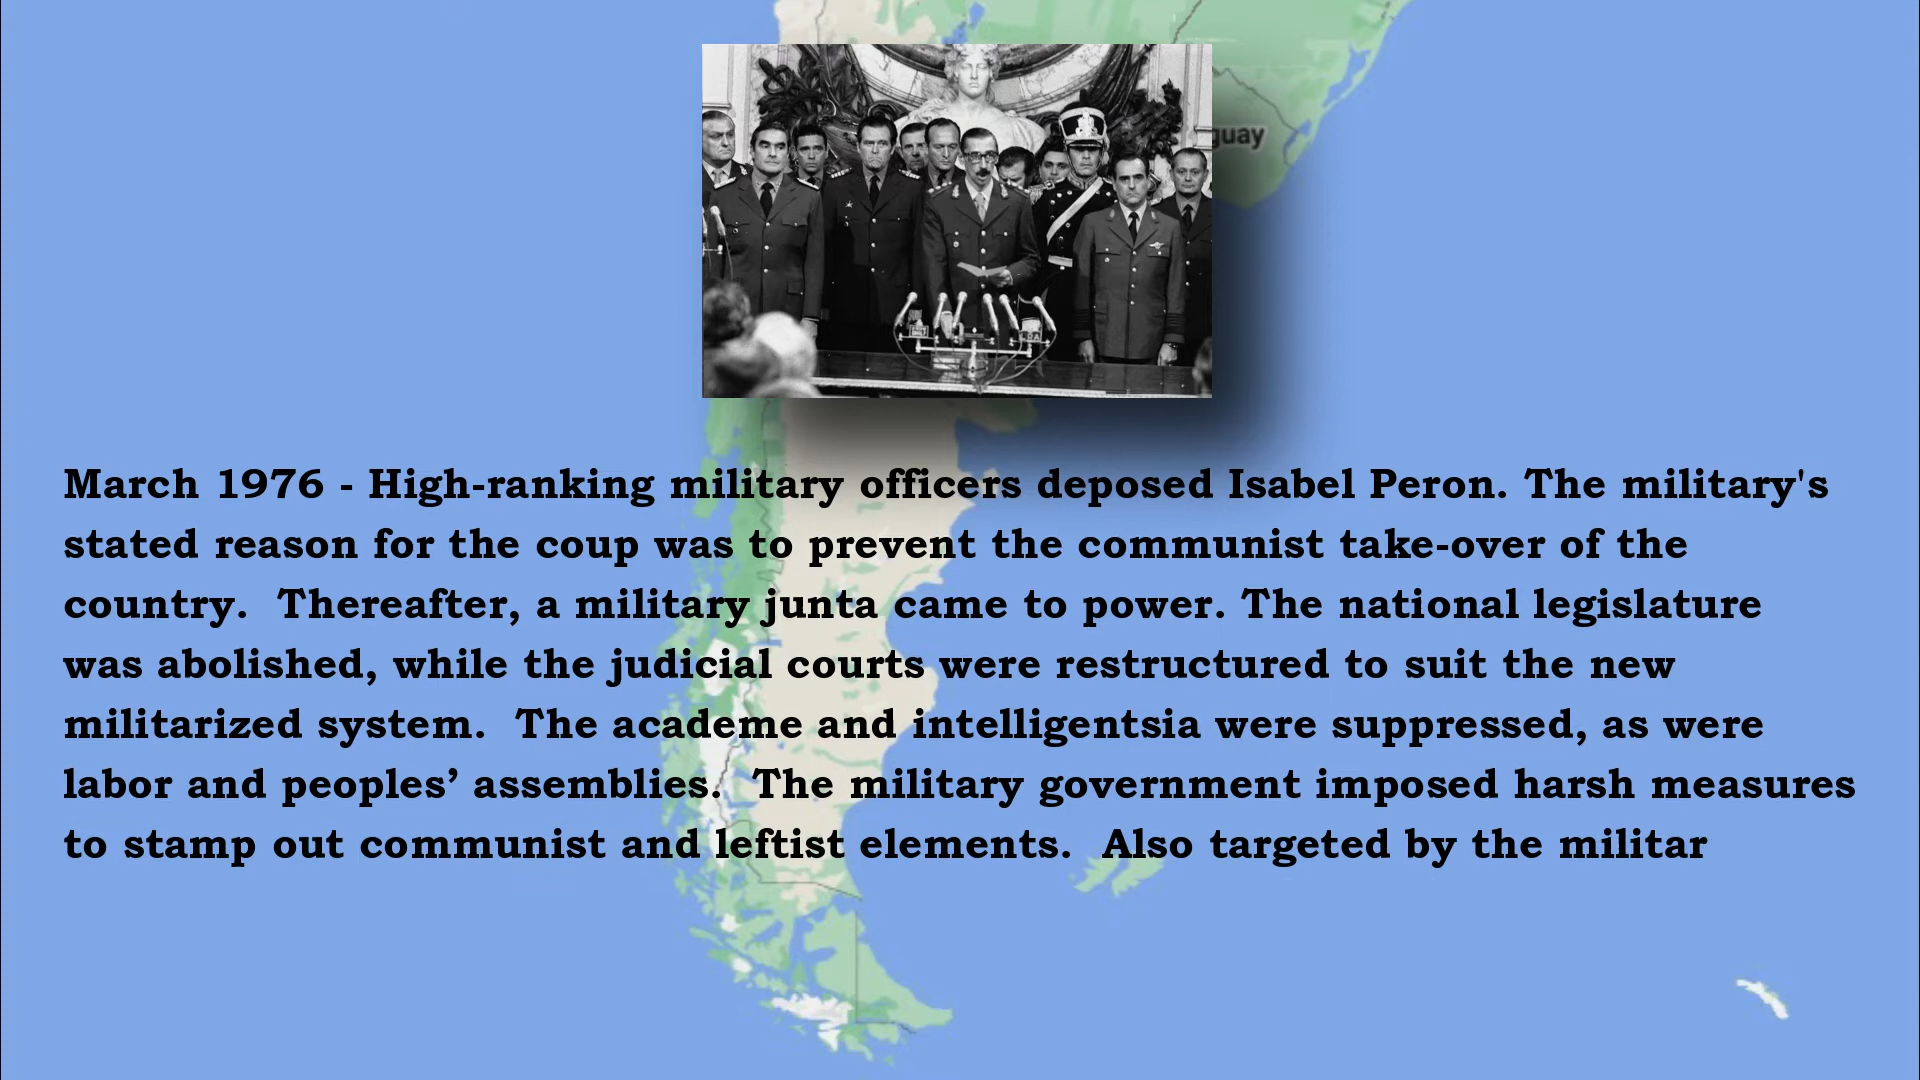 guay
March 1976 - High-ranking military officers deposed Isabel Peron. The military's
stated reason for the coup was to prevent the communist take-over of the
country.  Thereafter, a military junta came to power. The national legislature
was abolished, while the judicial courts were restructured to suit the new
militarized system.  The academe and intelligentsia were suppressed, as were
labor and peoples’ assemblies.  The military government imposed harsh measures
to stamp out communist and leftist elements.  Also targeted by the militar